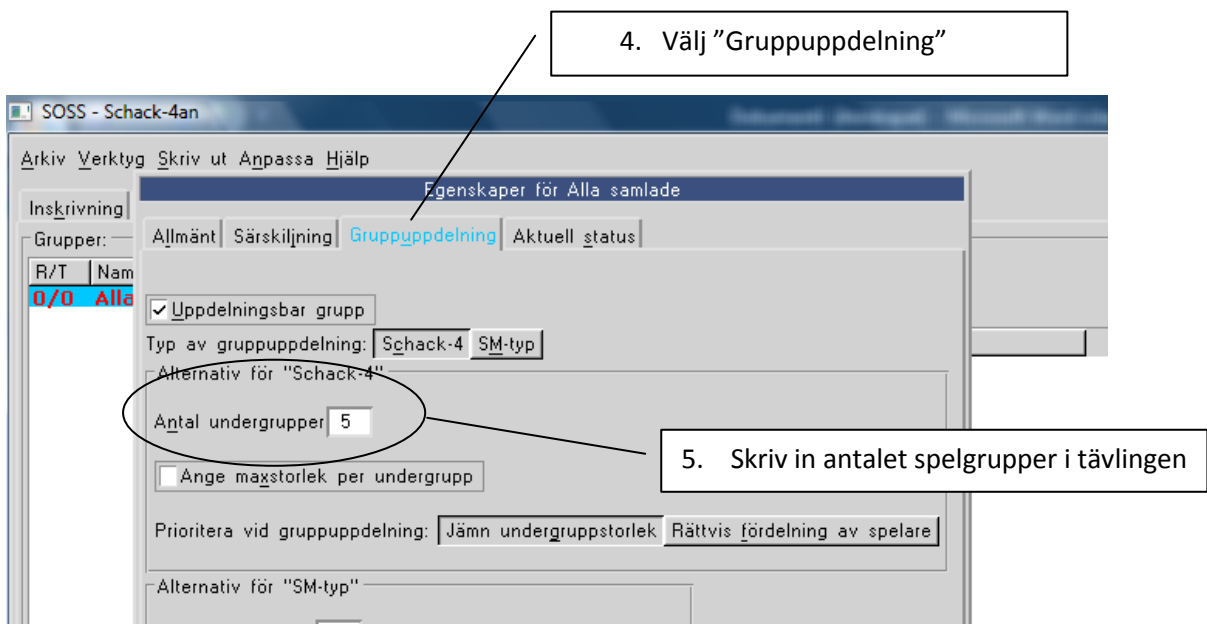 4. Välj ”Gruppuppdelning”
SOSS - Schack-4an
Arkiv Verktyg Skriv ut Anpassa Hjälp
Egenskaper för Alla samlade
Inskrivning
Allmänt Särskiljning Gruppuppdelning Aktuell status
Grupper:
R/T Nam
0/0 Alla
Uppdelningsbar grupp
Typ av gruppuppdelning: Schack-4 SM-typ
Alternativ för "Schack-4"
Antal undergrupper 5
5. Skriv in antalet spelgrupper i tävlingen
Ange maxstorlek per undergrupp
Prioritera vid gruppuppdelning: Jämn undergruppstorlek Rättvis fördelning av spelare
Alternativ för "SM-typ"